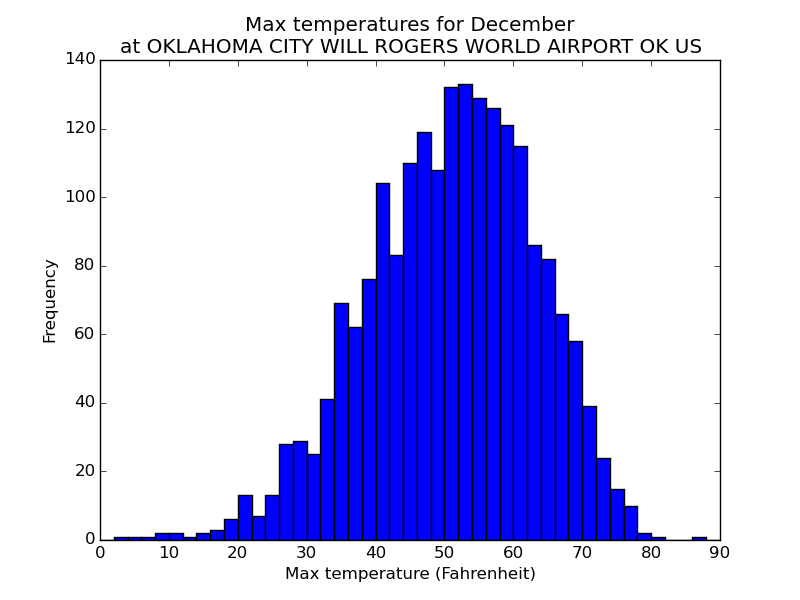 Max temperatures for December
at OKLAHOMA CITY WILL ROGERS WORLD AIRPORT OK US
140
120
100
80
60
40
20
0
Frequency
0 10 20 30 40 50 60 70 80 90
Max temperature (Fahrenheit)